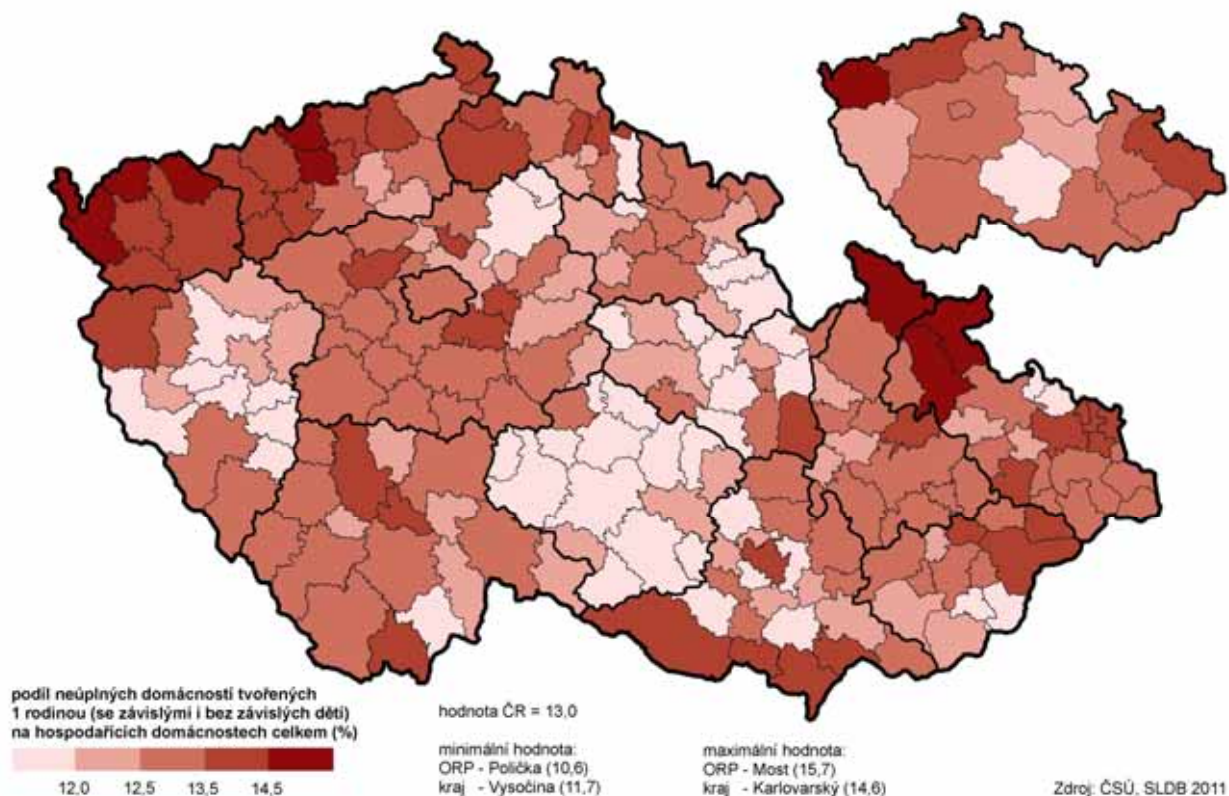 podíl neúplných domácností tvořených
1 rodinou (se závislými i bez závislých dětí)
na hospodařících domácnostech celkem (%)
12,0 12,5 13,5 14,5
hodnota ČR = 13,0
minimální hodnota:
ORP - Polička (10,6)
kraj - Vysočina (11,7)
maximální hodnota:
ORP - Most (15,7)
kraj - Karlovarský (14,6)
Zdroj: ČSÚ, SLDB 2011